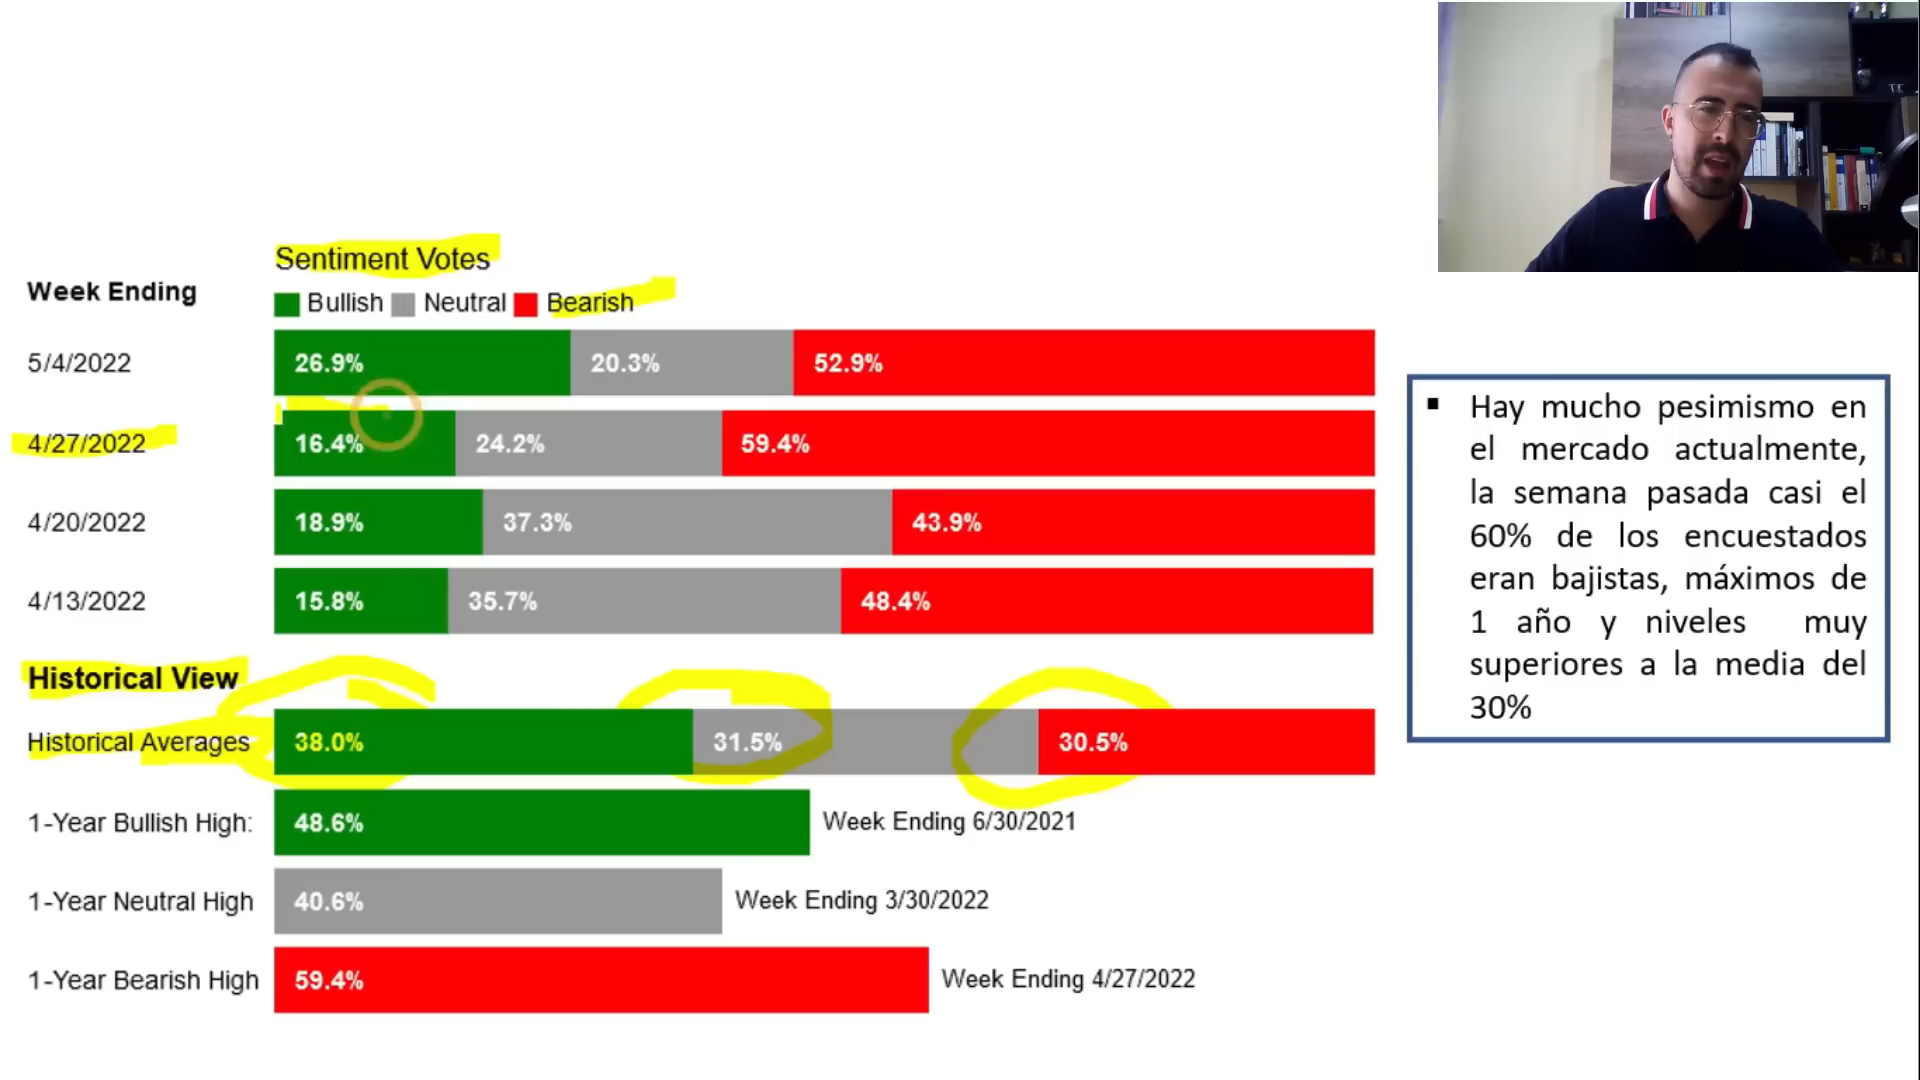 Sentiment Votes
Week Ending
Bullish Neutral Bearish
5/4/2022 26.9% 20.3% 52.9%
4/27/2022 16.4% 24.2% 59.4%
4/20/2022 18.9% 37.3% 43.9%
4/13/2022 15.8% 35.7% 48.4%
Historical View
Historical Averages 38.0% 31.5% 30.5%
1-Year Bullish High: 48.6% Week Ending 6/30/2021
1-Year Neutral High 40.6% Week Ending 3/30/2022
1-Year Bearish High 59.4% Week Ending 4/27/2022
▪ Hay mucho pesimismo en
el mercado actualmente,
la semana pasada casi el
60% de los encuestados
eran bajistas, máximos de
1 año y niveles muy
superiores a la media del
30%